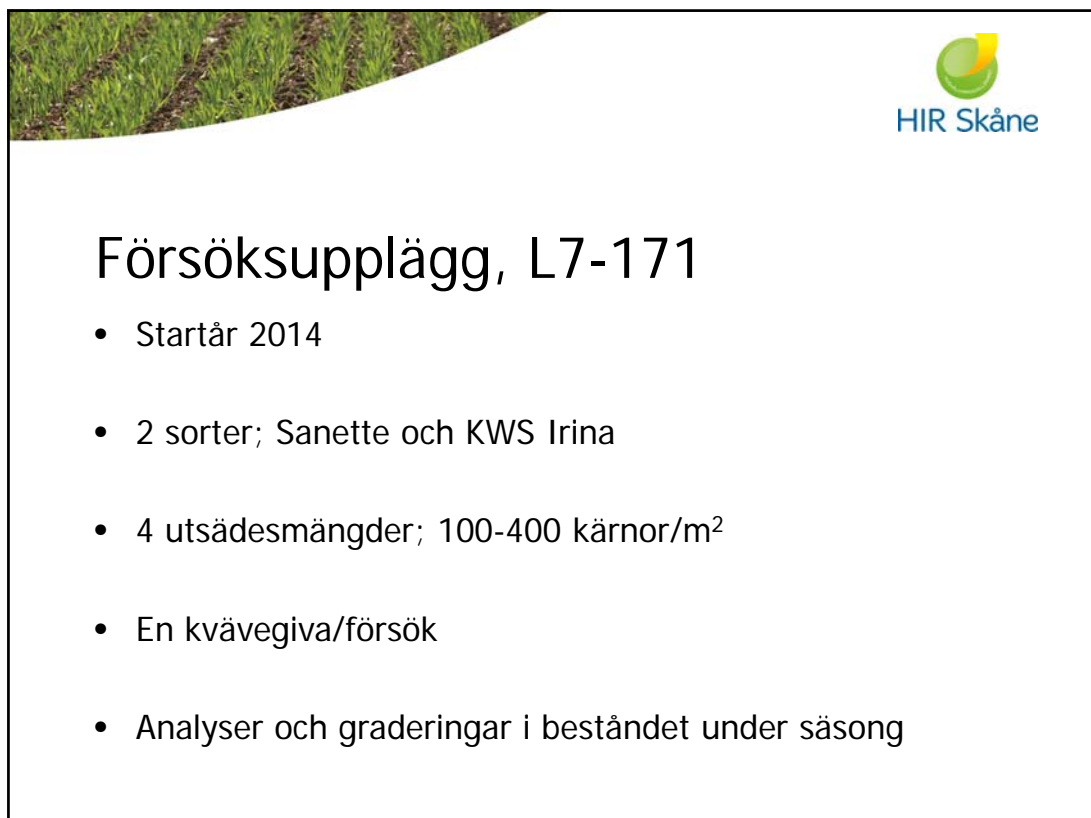 HIR Skåne
Försöksupplägg, L7-171
• Startår 2014
• 2 sorter; Sanette och KWS Irina
• 4 utsädesmängder; 100-400 kärnor/m²
• En kvävegiva/försök
• Analyser och graderingar i beståndet under säsong